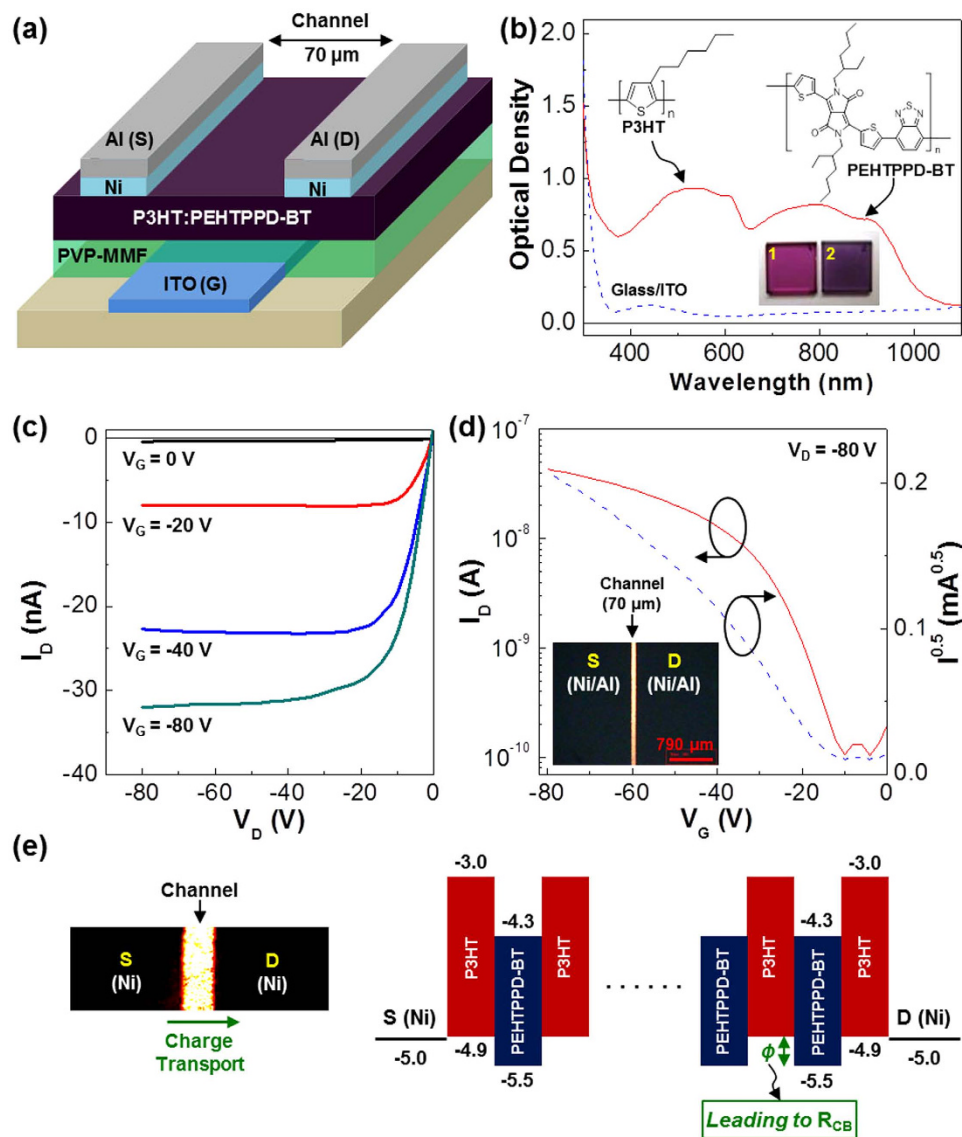 (a)
Channel
70 µm
Al (S)
Al (D)
Ni
Ni
P3HT:PEHTPPD-BT
PVP-MMF
ITO (G)
(b)
2.0
1.5
1.0
0.5
0.0
Optical Density
P3HT
n
S
S
N
O
O
N
S
N
S
N
n
PEHTPPD-BT
1
2
Glass/ITO
400
600
800
1000
Wavelength (nm)
(c)
0
-10
-20
-30
-40
I_D (nA)
V_G = 0 V
V_G = -20 V
V_G = -40 V
V_G = -80 V
-80
-60
-40
-20
0
V_D (V)
(d)
10^-7
10^-8
10^-9
10^-10
I_D (A)
V_D = -80 V
0.2
0.1
0.0
I^0.5 (mA^0.5)
Channel
(70 µm)
S
(Ni/Al)
D
(Ni/Al)
790 µm
-80
-60
-40
-20
0
V_G (V)
(e)
Channel
S
(Ni)
D
(Ni)
Charge
Transport
S (Ni)
-5.0
-3.0
P3HT
-4.9
-4.3
PEHTPPD-BT
-5.5
P3HT
. . . . . .
PEHTPPD-BT
P3HT
ϕ
-4.3
PEHTPPD-BT
-5.5
-3.0
P3HT
-4.9
D (Ni)
-5.0
Leading to R_CB